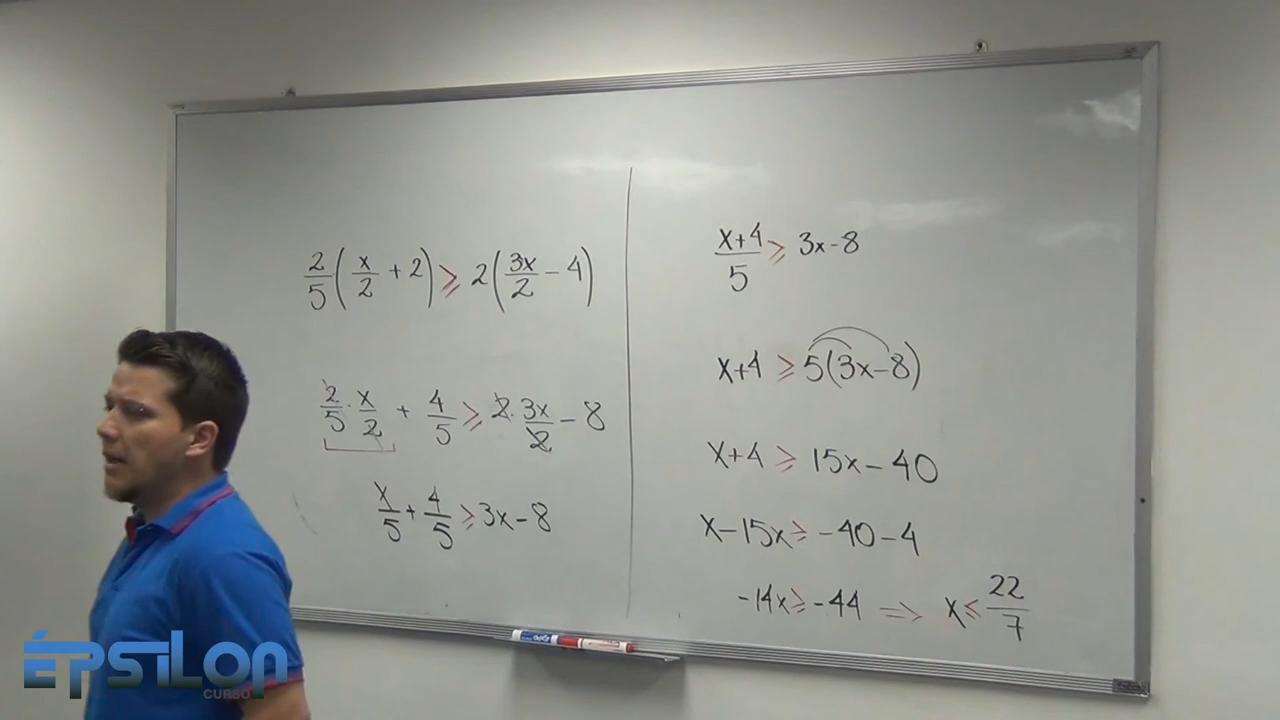 2/5(x/2 + 2) ⩾ 2(3x/2 - 4)
2/5 · x/2 + 4/5 ⩾ 2 · 3x/2 - 8
x/5 + 4/5 ⩾ 3x - 8
x+4/5 ⩾ 3x - 8
x+4 ⩾ 5(3x - 8)
x+4 ⩾ 15x - 40
x - 15x ⩾ -40 - 4
-14x ⩾ -44 => x ⩽ 22/7
ÉPSILON
CURSO